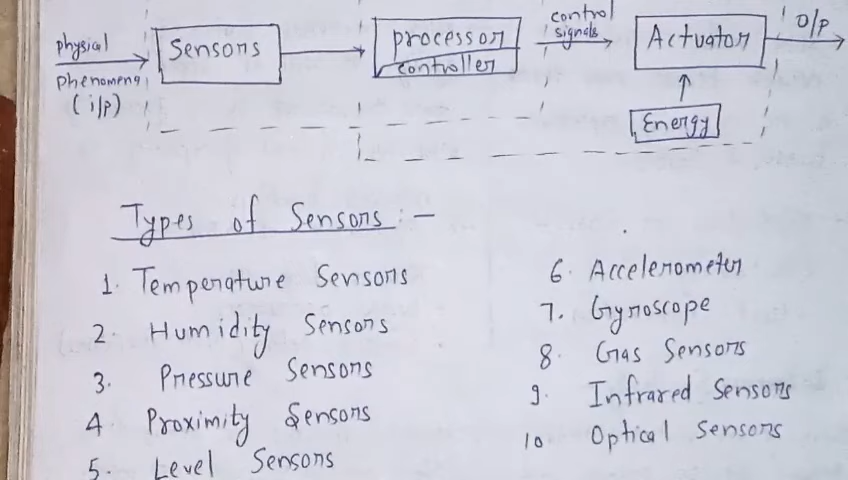 physical
phenomena
(i/p)
Sensors
processor
controller
control
signals
Actuator
O/p
Energy
Types of Sensors :-
1. Temperature Sensors
2. Humidity Sensors
3. Pressure Sensors
4 Proximity Sensors
5. Level Sensors
6. Accelerometer
7. Gyroscope
8. Gas Sensors
9. Infrared Sensors
10 Optical Sensors